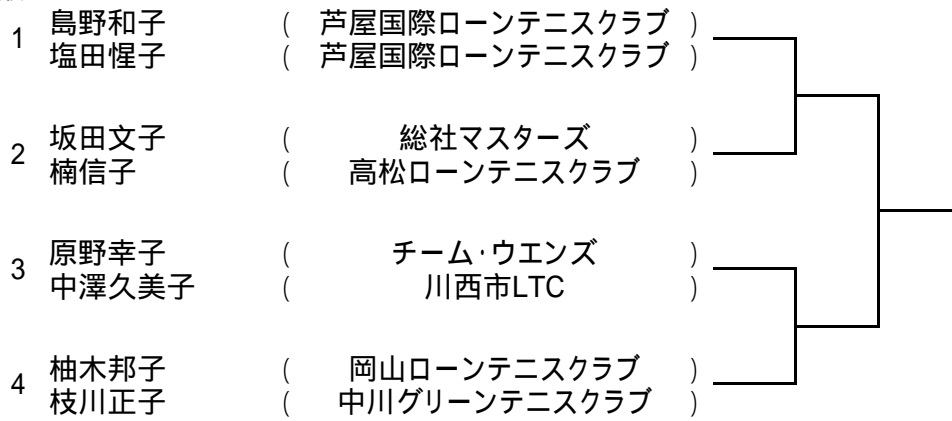 1 島野和子 ( 芦屋国際ローンテニスクラブ )
塩田惺子 ( 芦屋国際ローンテニスクラブ )
2 坂田文子 ( 総社マスターズ )
楠信子 ( 高松ローンテニスクラブ )
3 原野幸子 ( チーム・ウエンズ )
中澤久美子 ( 川西市LTC )
4 柚木邦子 ( 岡山ローンテニスクラブ )
枝川正子 ( 中川グリーンテニスクラブ )